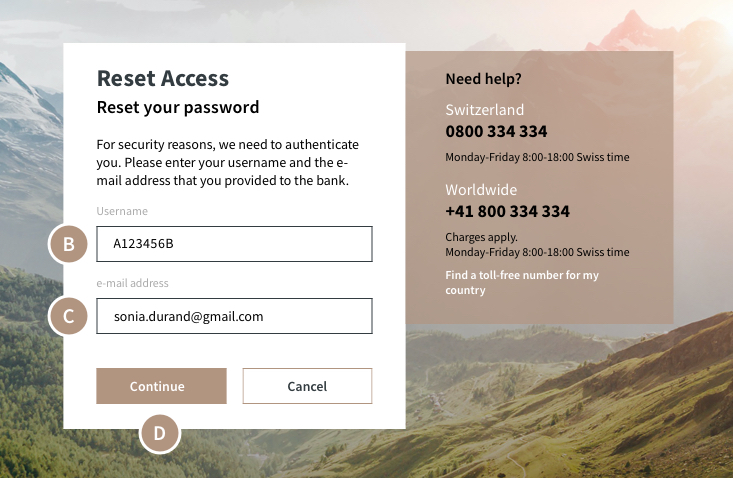 Reset Access
Reset your password
For security reasons, we need to authenticate
you. Please enter your username and the e-
mail address that you provided to the bank.
Username
B
A123456B
e-mail address
C
sonia.durand@gmail.com
Continue
Cancel
D
Need help?
Switzerland
0800 334 334
Monday-Friday 8:00-18:00 Swiss time
Worldwide
+41 800 334 334
Charges apply.
Monday-Friday 8:00-18:00 Swiss time
Find a toll-free number for my
country